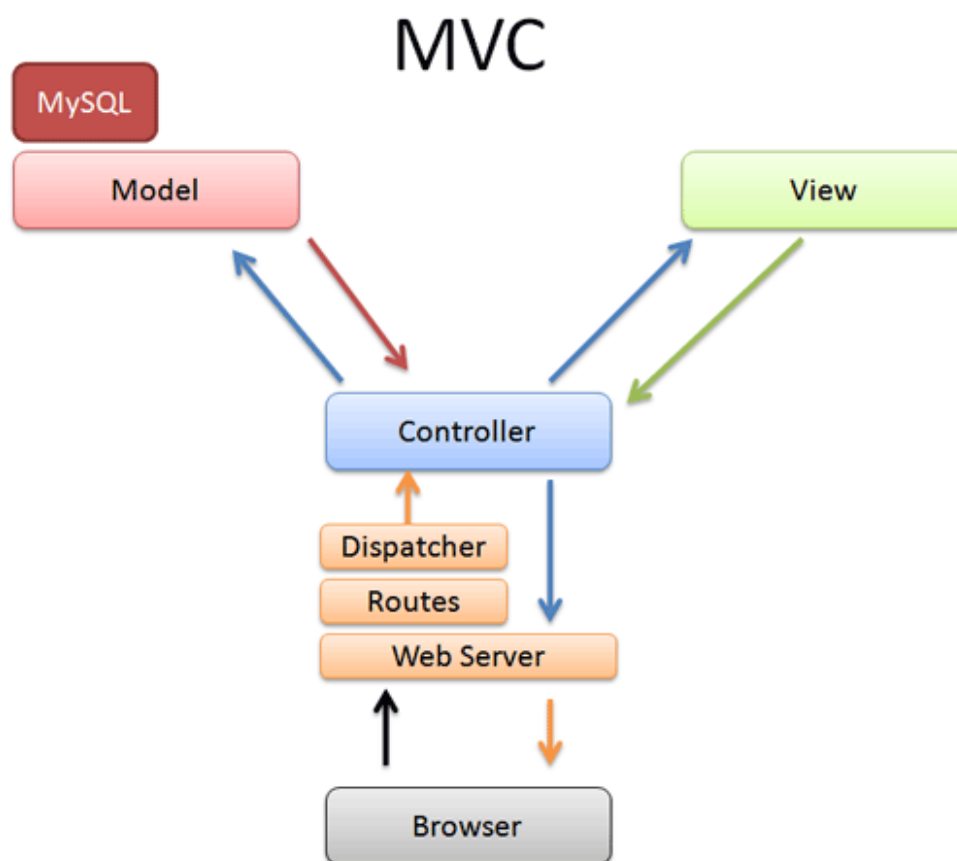 MVC
MySQL
Model
View
Controller
Dispatcher
Routes
Web Server
Browser